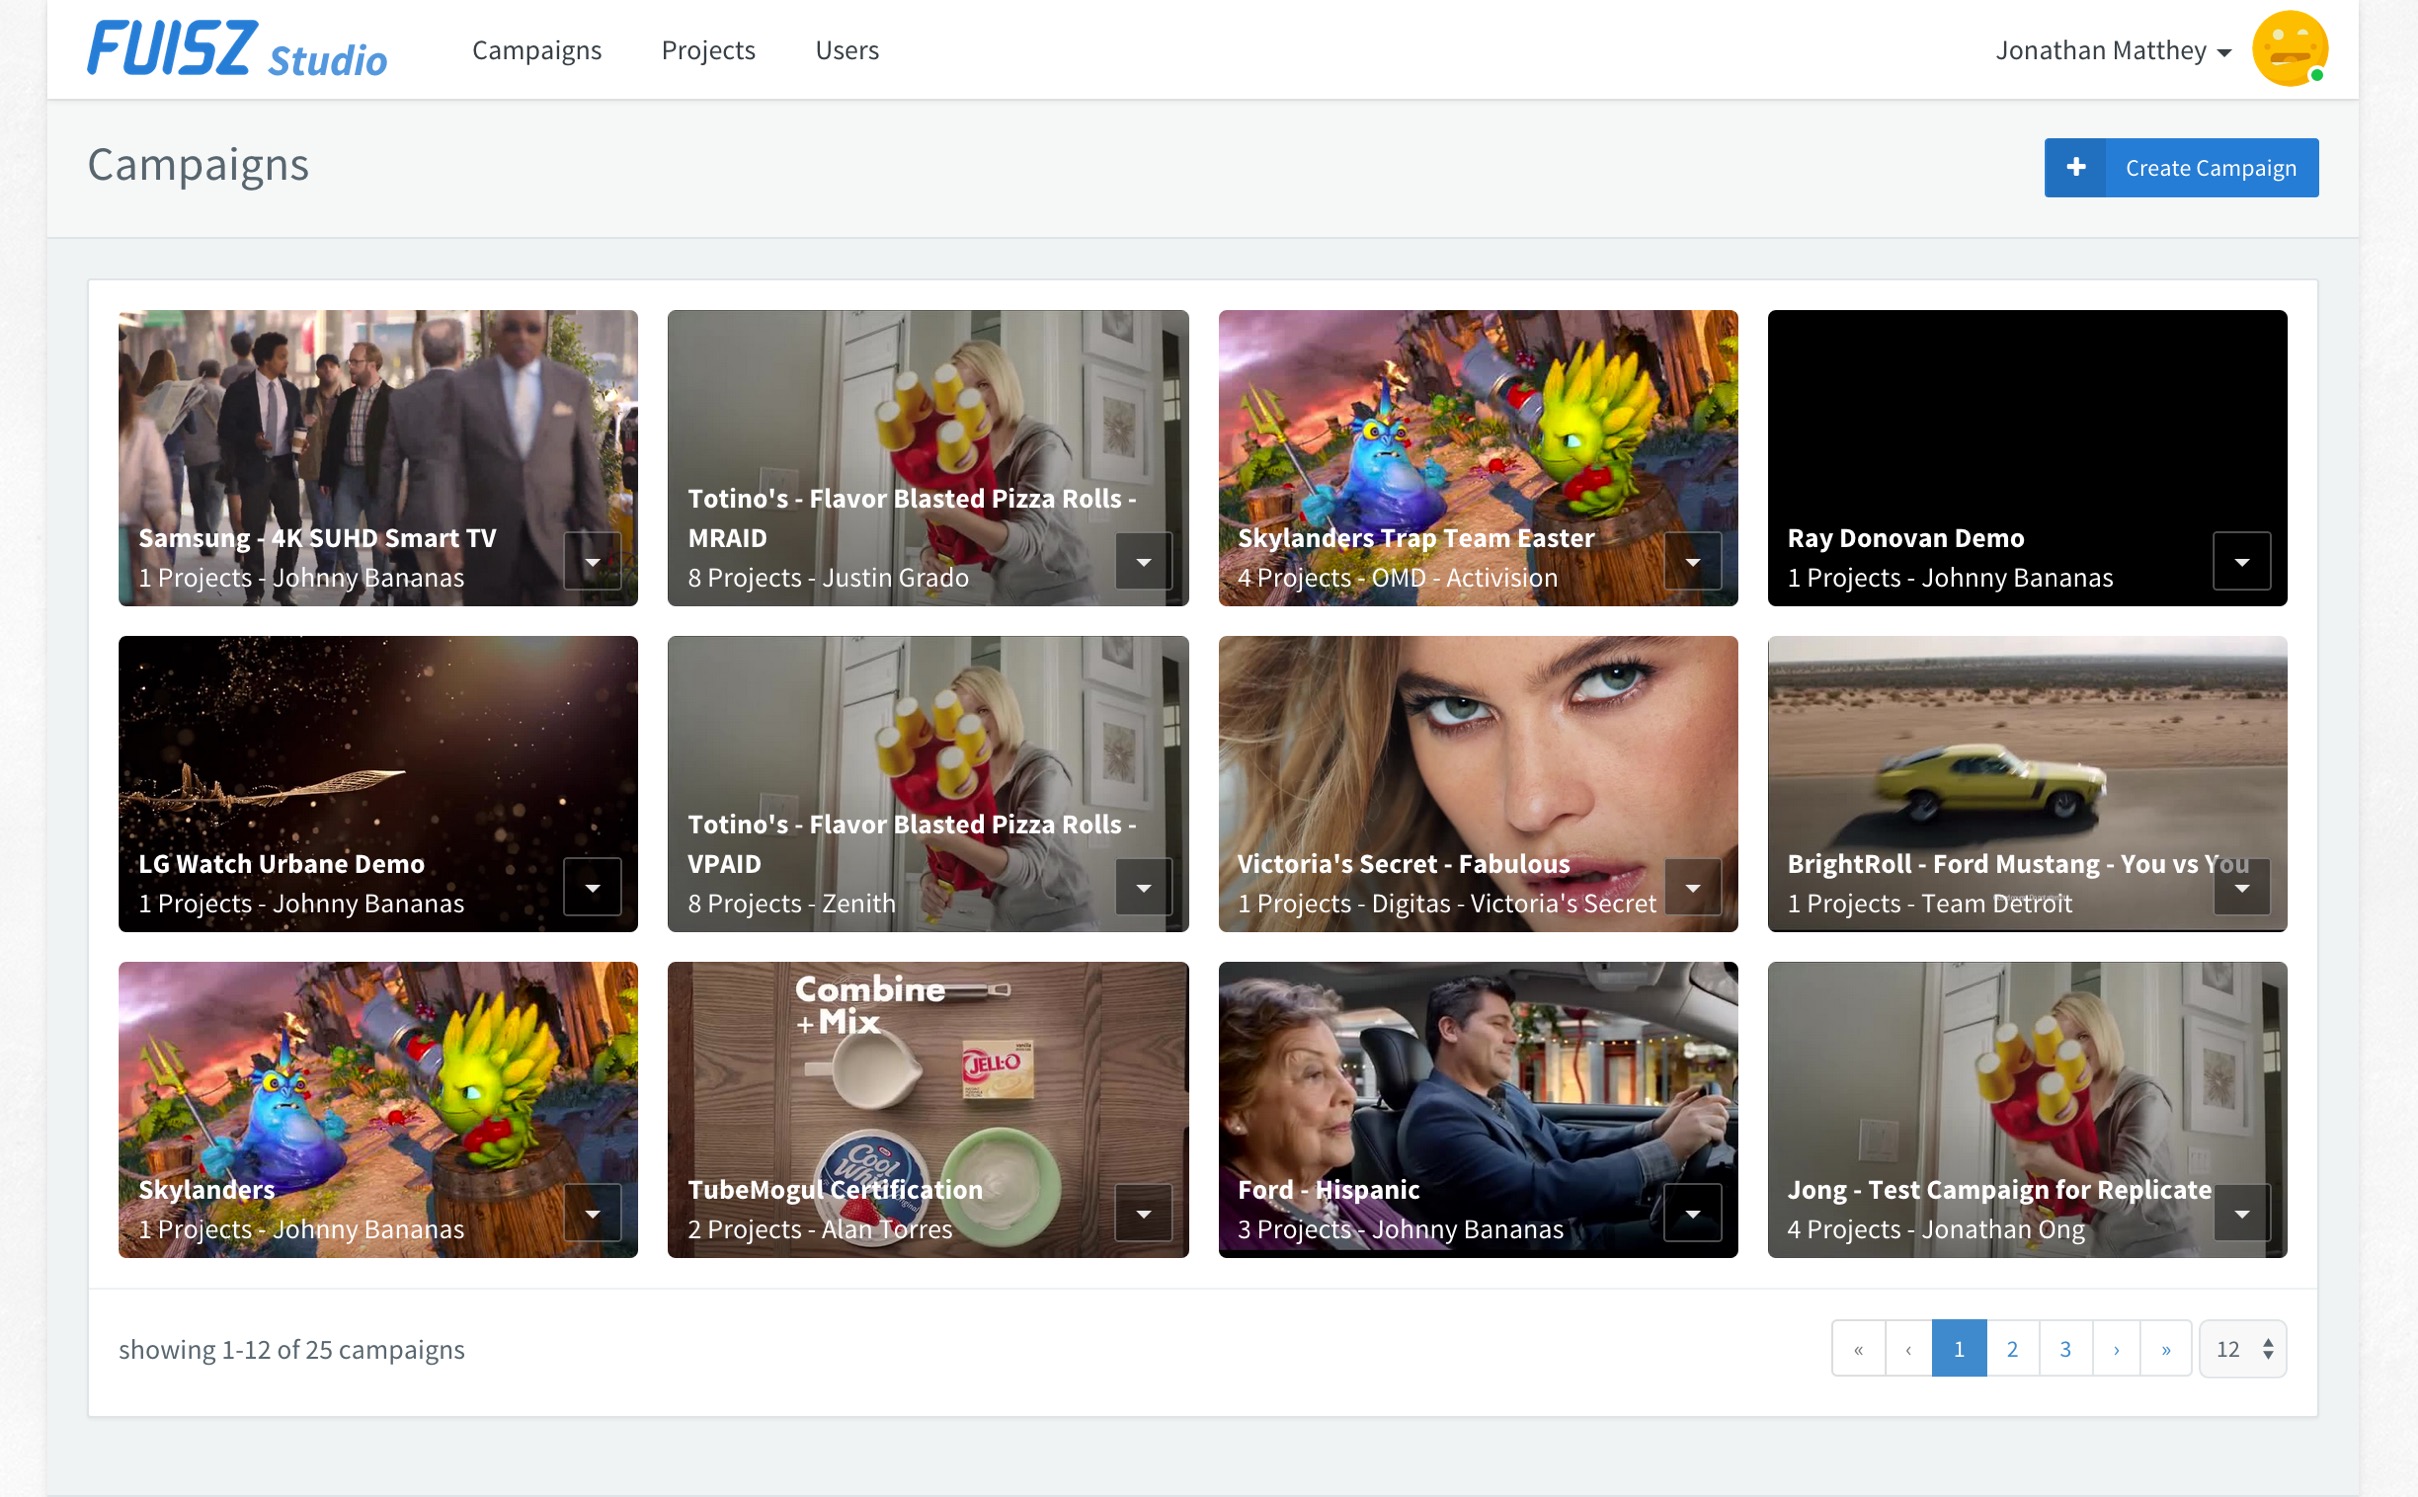 FUISZ Studio
Campaigns
Projects
Users
Jonathan Matthey
Campaigns
+ Create Campaign
Samsung - 4K SUHD Smart TV
1 Projects - Johnny Bananas
Totino's - Flavor Blasted Pizza Rolls -
MRAID
8 Projects - Justin Grado
Skylanders Trap Team Easter
4 Projects - OMD - Activision
Ray Donovan Demo
1 Projects - Johnny Bananas
LG Watch Urbane Demo
1 Projects - Johnny Bananas
Totino's - Flavor Blasted Pizza Rolls -
VPAID
8 Projects - Zenith
Victoria's Secret - Fabulous
1 Projects - Digitas - Victoria's Secret
BrightRoll - Ford Mustang - You vs You
1 Projects - Team Detroit
Skylanders
1 Projects - Johnny Bananas
Combine
+Mix
JELL-O
Cool
Whip
TubeMogul Certification
2 Projects - Alan Torres
Ford - Hispanic
3 Projects - Johnny Bananas
Jong - Test Campaign for Replicate
4 Projects - Jonathan Ong
showing 1-12 of 25 campaigns
« ‹ 1 2 3 › » 12